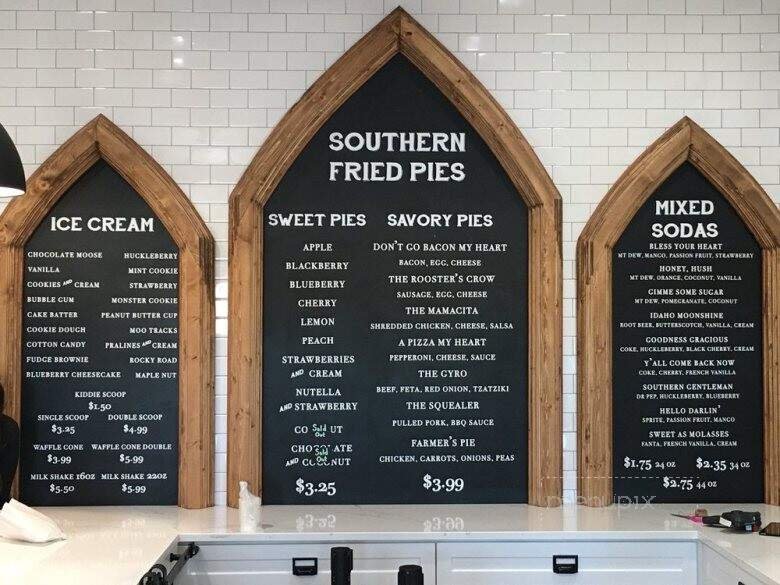 ICE CREAM
CHOCOLATE MOOSE HUCKLEBERRY
VANILLA MINT COOKIE
COOKIES AND CREAM STRAWBERRY
BUBBLE GUM MONSTER COOKIE
CAKE BATTER PEANUT BUTTER CUP
COOKIE DOUGH MOO TRACKS
COTTON CANDY PRALINES AND CREAM
FUDGE BROWNIE ROCKY ROAD
BLUEBERRY CHEESECAKE MAPLE NUT
KIDDIE SCOOP
$1.50
SINGLE SCOOP DOUBLE SCOOP
$3.25 $4.99
WAFFLE CONE WAFFLE CONE DOUBLE
$3.99 $5.99
MILK SHAKE 16OZ MILK SHAKE 22OZ
$5.50 $5.99
SOUTHERN
FRIED PIES
SWEET PIES
APPLE
BLACKBERRY
BLUEBERRY
CHERRY
LEMON
PEACH
STRAWBERRIES
AND CREAM
NUTELLA
AND STRAWBERRY
CO Sold Out UT
CHO Sold Out ATE
AND CO NUT
$3.25
SAVORY PIES
DON'T GO BACON MY HEART
BACON, EGG, CHEESE
THE ROOSTER'S CROW
SAUSAGE, EGG, CHEESE
THE MAMACITA
SHREDDED CHICKEN, CHEESE, SALSA
A PIZZA MY HEART
PEPPERONI, CHEESE, SAUCE
THE GYRO
BEEF, FETA, RED ONION, TZATZIKI
THE SQUEALER
PULLED PORK, BBQ SAUCE
FARMER'S PIE
CHICKEN, CARROTS, ONIONS, PEAS
$3.99
MIXED
SODAS
BLESS YOUR HEART
MT DEW, MANGO, PASSION FRUIT, STRAWBERRY
HONEY, HUSH
MT DEW, ORANGE, COCONUT, VANILLA
GIMME SOME SUGAR
MT DEW, POMEGRANATE, COCONUT
IDAHO MOONSHINE
ROOT BEER, BUTTERSCOTCH, VANILLA, CREAM
GOODNESS GRACIOUS
COKE, HUCKLEBERRY, BLACK CHERRY, CREAM
Y'ALL COME BACK NOW
COKE, CHERRY, FRENCH VANILLA
SOUTHERN GENTLEMAN
DR PEP, HUCKLEBERRY, BLUEBERRY
HELLO DARLIN'
SPRITE, PASSION FRUIT, MANGO
SWEET AS MOLASSES
FANTA, FRENCH VANILLA, CREAM
$1.75 24 OZ $2.35 34 OZ
$2.75 44 OZ
menupix